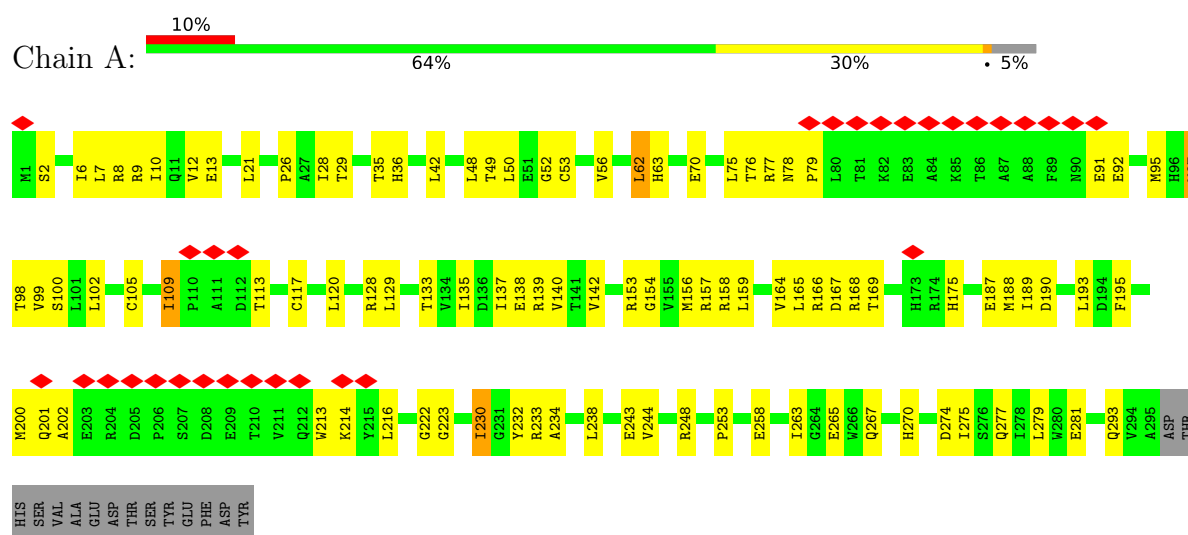 10%
Chain A:
64% 30% • 5%
M1 S2 I6 L7 R8 R9 I10 Q11 V12 E13 L21 P26 A27 I28 T29 T35 H36 L42 L48 T49 L50 E51 G52 C53 V56 L62 H63 E70 L75 T76 R77 N78 P79 L80 T81 K82 E83 A84 K85 T86 A87 A88 F89 N90 E91 E92 M95 H96
T98 V99 S100 L101 L102 C105 I109 P110 A111 D112 T113 C117 L120 R128 L129 T133 V134 I135 D136 I137 E138 R139 V140 T141 V142 R153 G154 V155 M156 R157 R158 L159 V164 L165 R166 D167 R168 T169 H173 R174 H175 E187 M188 I189 D190 L193 D194 F195
M200 Q201 A202 E203 R204 D205 P206 S207 D208 E209 T210 V211 Q212 W213 K214 Y215 L216 G222 G223 I230 G231 Y232 R233 A234 L238 E243 V244 R248 P253 E258 I263 G264 E265 W266 Q267 H270 D274 I275 S276 Q277 I278 L279 W280 E281 Q293 V294 A295 ASP THR
HIS SER VAL ALA GLU ASP THR SER TYR GLU PHE ASP TYR